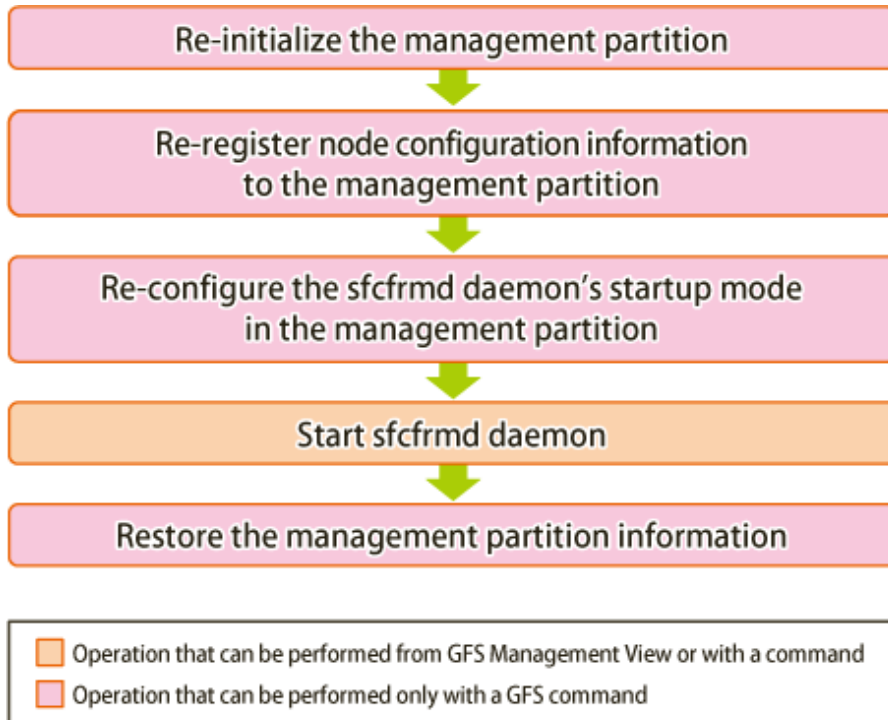 Re-initialize the management partition
Re-register node configuration information
to the management partition
Re-configure the sfcfrmd daemon's startup mode
in the management partition
Start sfcfrmd daemon
Restore the management partition information
Operation that can be performed from GFS Management View or with a command
Operation that can be performed only with a GFS command